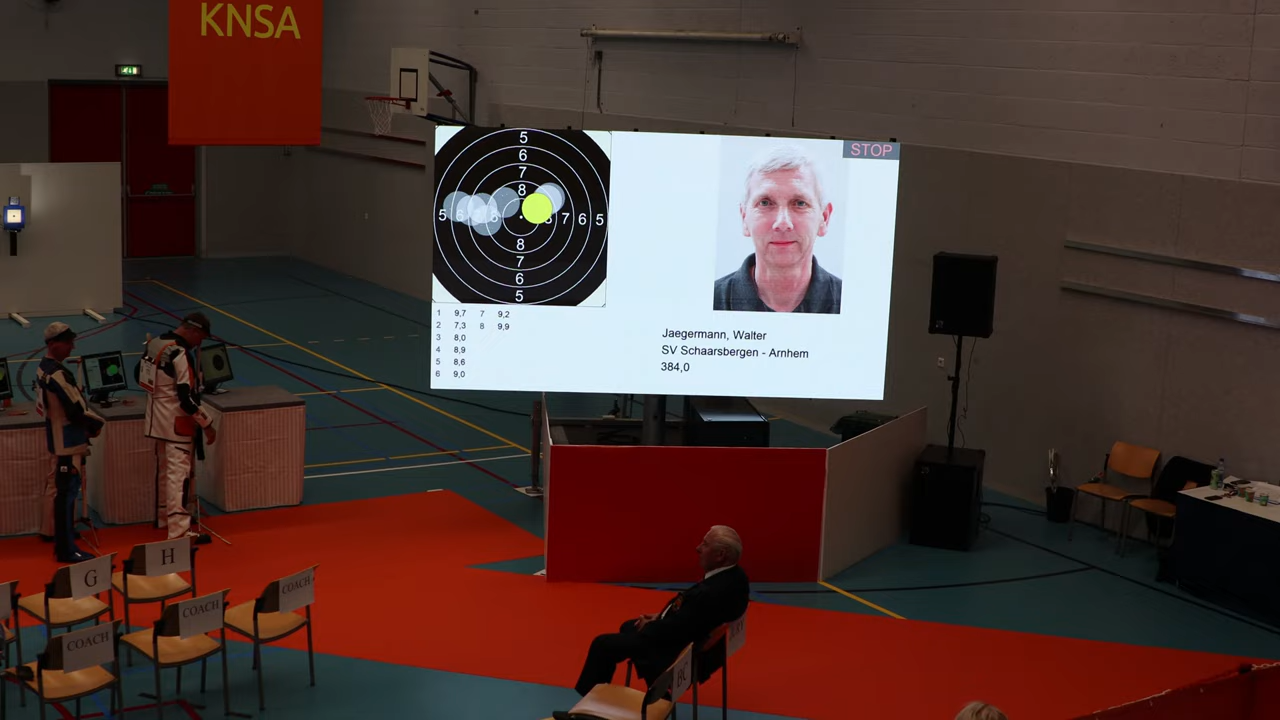 KNSA
STOP
5
6
7
8
5 6 8 8 7 6 5
8
7
6
5
1 9,7 7 9,2
2 7,3 8 9,9
3 8,0
4 8,9
5 8,6
6 9,0
Jaegermann, Walter
SV Schaarsbergen - Arnhem
384,0
H
G
COACH
COACH
COACH